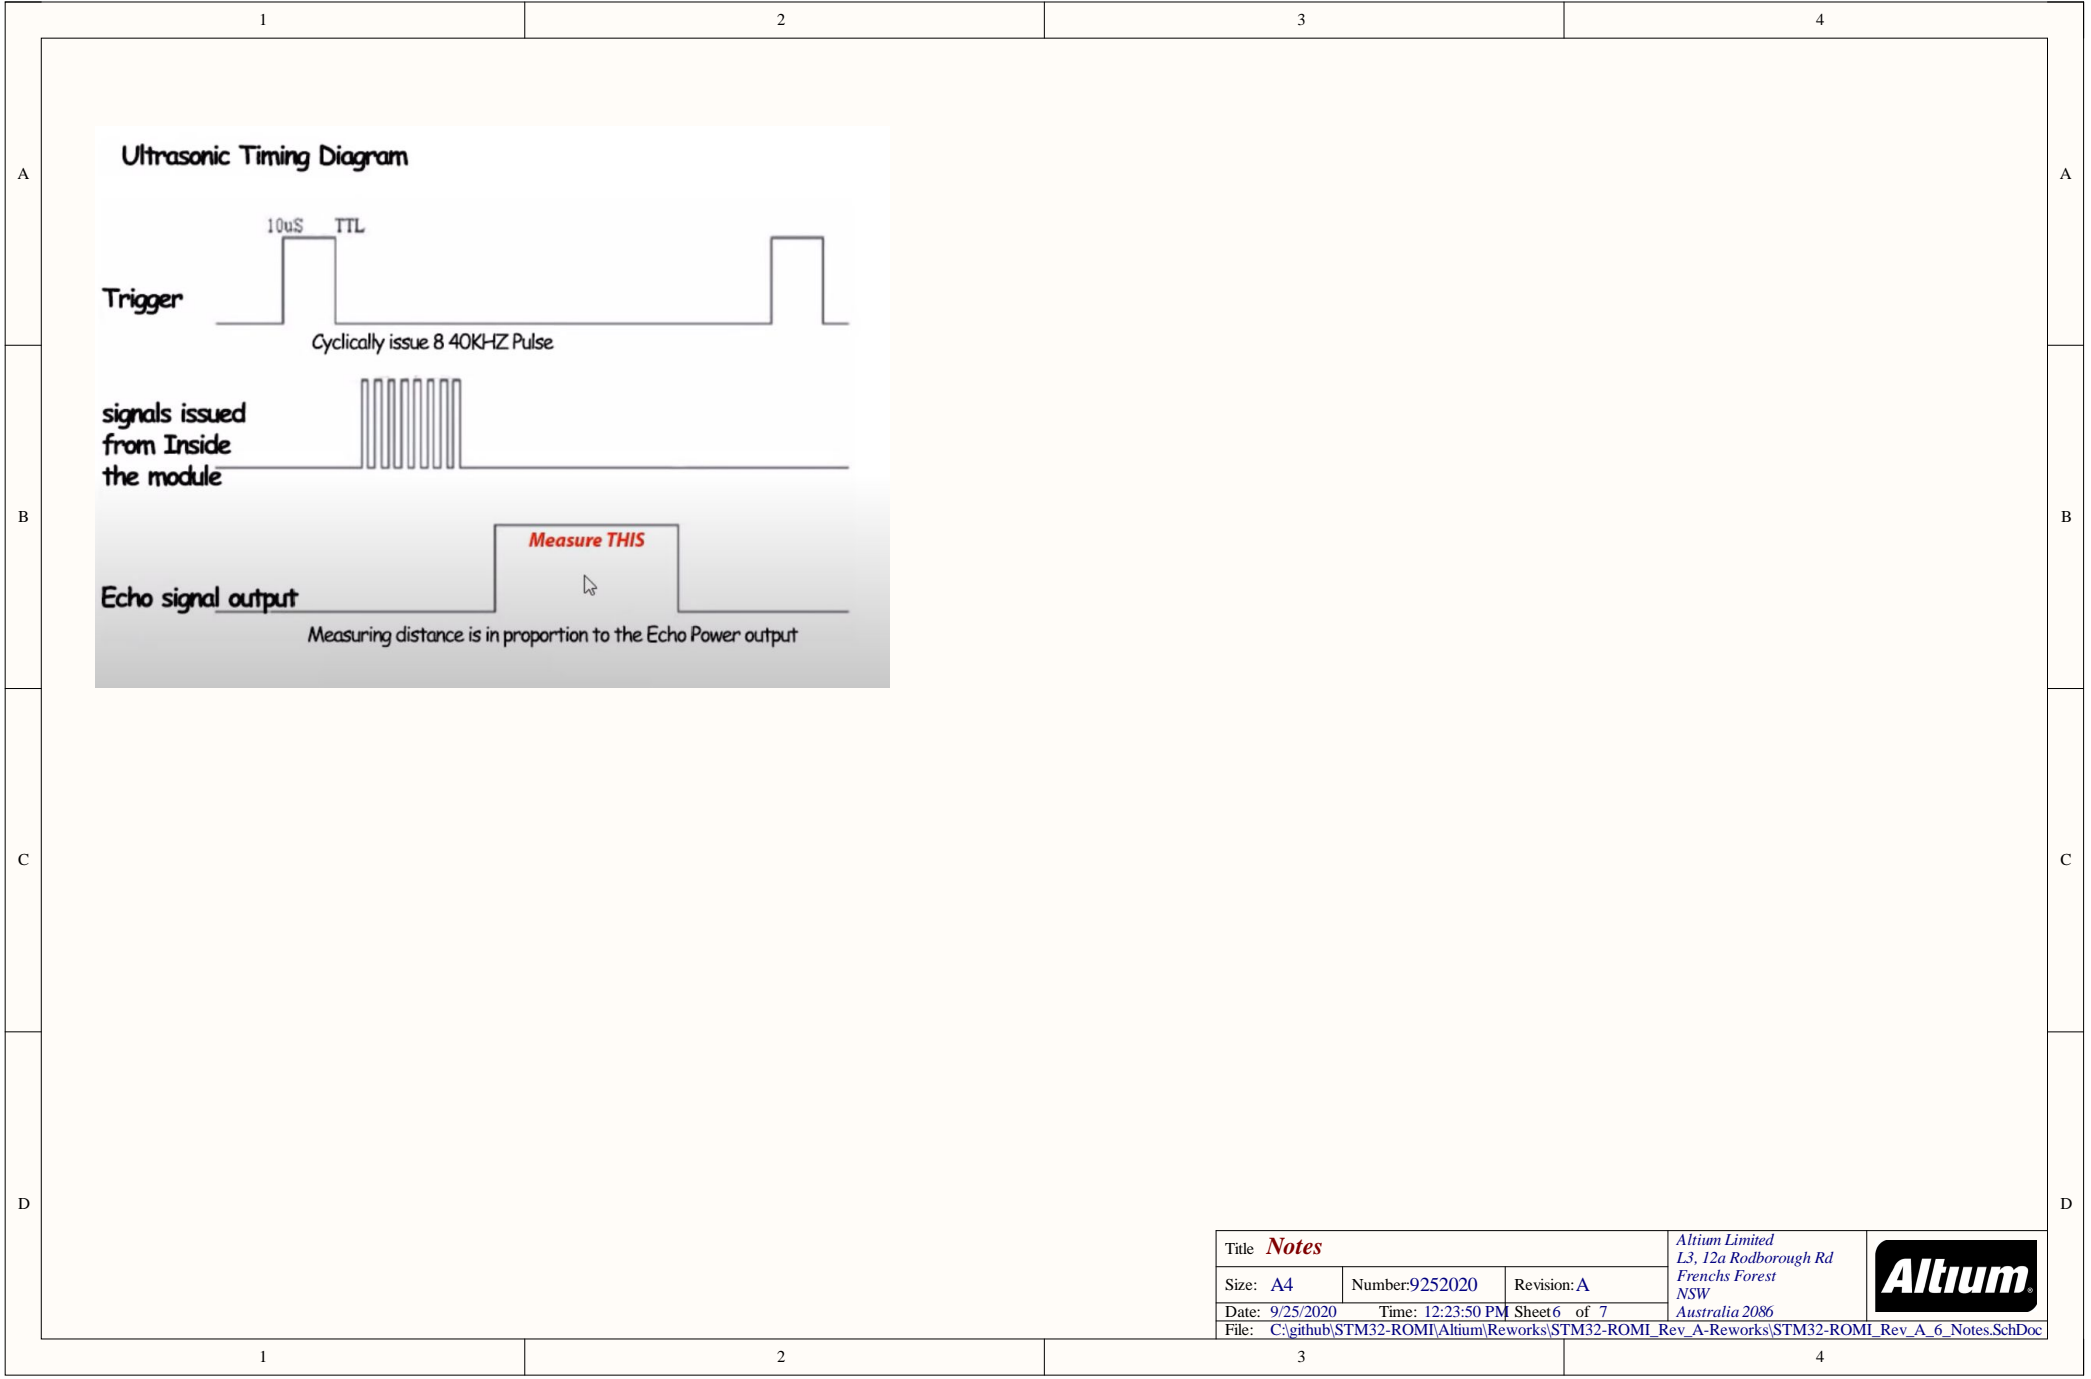 1 2 3 4
A A
Ultrasonic Timing Diagram
10uS TTL
Trigger
Cyclically issue 8 40KHZ Pulse
signals issued
from Inside
the module
B B
Measure THIS
Echo signal output
Measuring distance is in proportion to the Echo Power output
C C
D D
Title Notes
Size: A4 Number:9252020 Revision:A
Date: 9/25/2020 Time: 12:23:50 PM Sheet6 of 7
File: C:\github\STM32-ROMI\Altium\Reworks\STM32-ROMI_Rev_A-Reworks\STM32-ROMI_Rev_A_6_Notes.SchDoc
Altium Limited
L3, 12a Rodborough Rd
Frenchs Forest
NSW
Australia 2086
Altium®
1 2 3 4